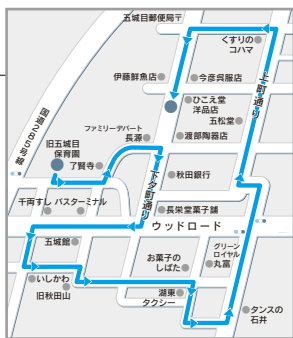 五城目郵便局〒
くすりの
コハマ
伊藤鮮魚店
今彦呉服店
上町通り
ひこえ堂
洋品店
玉松堂
国道285号線
ファミリーデパート
長源
渡部陶器店
旧五城目
保育園
了賀寺
下タ町通り
秋田銀行
千両すし
バスターミナル
長栄堂菓子舗
ウッドロード
五城館
グリーン
ロイヤル
丸富
お菓子の
しばた
いしかわ
旧秋田山
湖東
タクシー
タンスの
石井